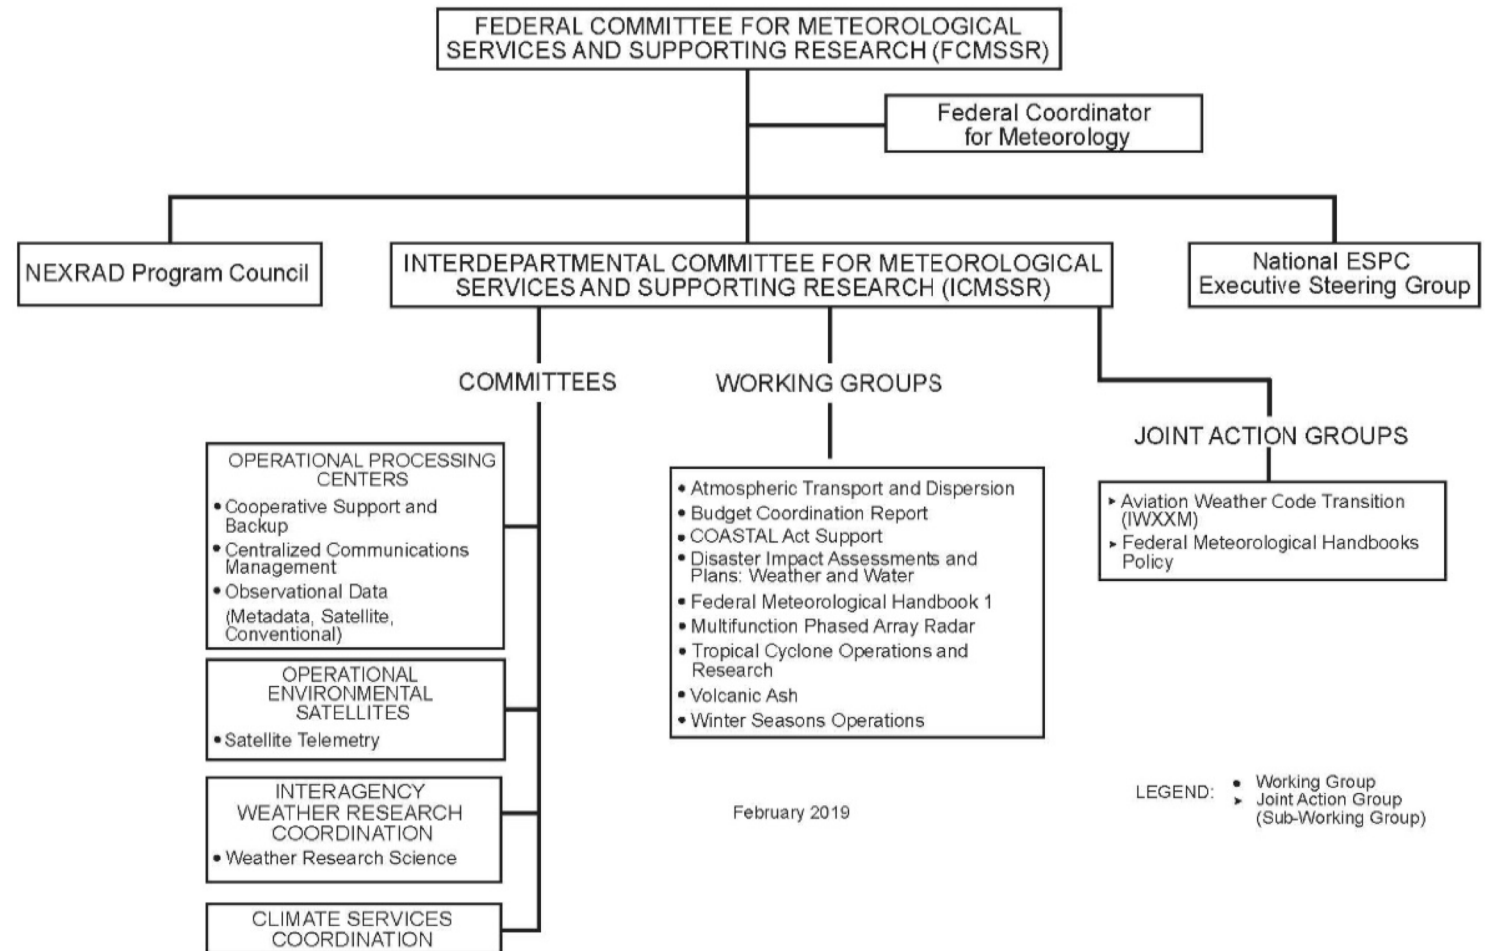 FEDERAL COMMITTEE FOR METEOROLOGICAL
SERVICES AND SUPPORTING RESEARCH (FCMSSR)
Federal Coordinator
for Meteorology
NEXRAD Program Council
INTERDEPARTMENTAL COMMITTEE FOR METEOROLOGICAL
SERVICES AND SUPPORTING RESEARCH (ICMSSR)
National ESPC
Executive Steering Group
COMMITTEES
OPERATIONAL PROCESSING
CENTERS
• Cooperative Support and
Backup
• Centralized Communications
Management
• Observational Data
(Metadata, Satellite,
Conventional)
OPERATIONAL
ENVIRONMENTAL
SATELLITES
• Satellite Telemetry
INTERAGENCY
WEATHER RESEARCH
COORDINATION
• Weather Research Science
CLIMATE SERVICES
COORDINATION
WORKING GROUPS
• Atmospheric Transport and Dispersion
• Budget Coordination Report
• COASTAL Act Support
• Disaster Impact Assessments and
Plans: Weather and Water
• Federal Meteorological Handbook 1
• Multifunction Phased Array Radar
• Tropical Cyclone Operations and
Research
• Volcanic Ash
• Winter Seasons Operations
JOINT ACTION GROUPS
➤ Aviation Weather Code Transition
(IWXXM)
➤ Federal Meteorological Handbooks
Policy
February 2019
LEGEND: • Working Group
➤ Joint Action Group
(Sub-Working Group)